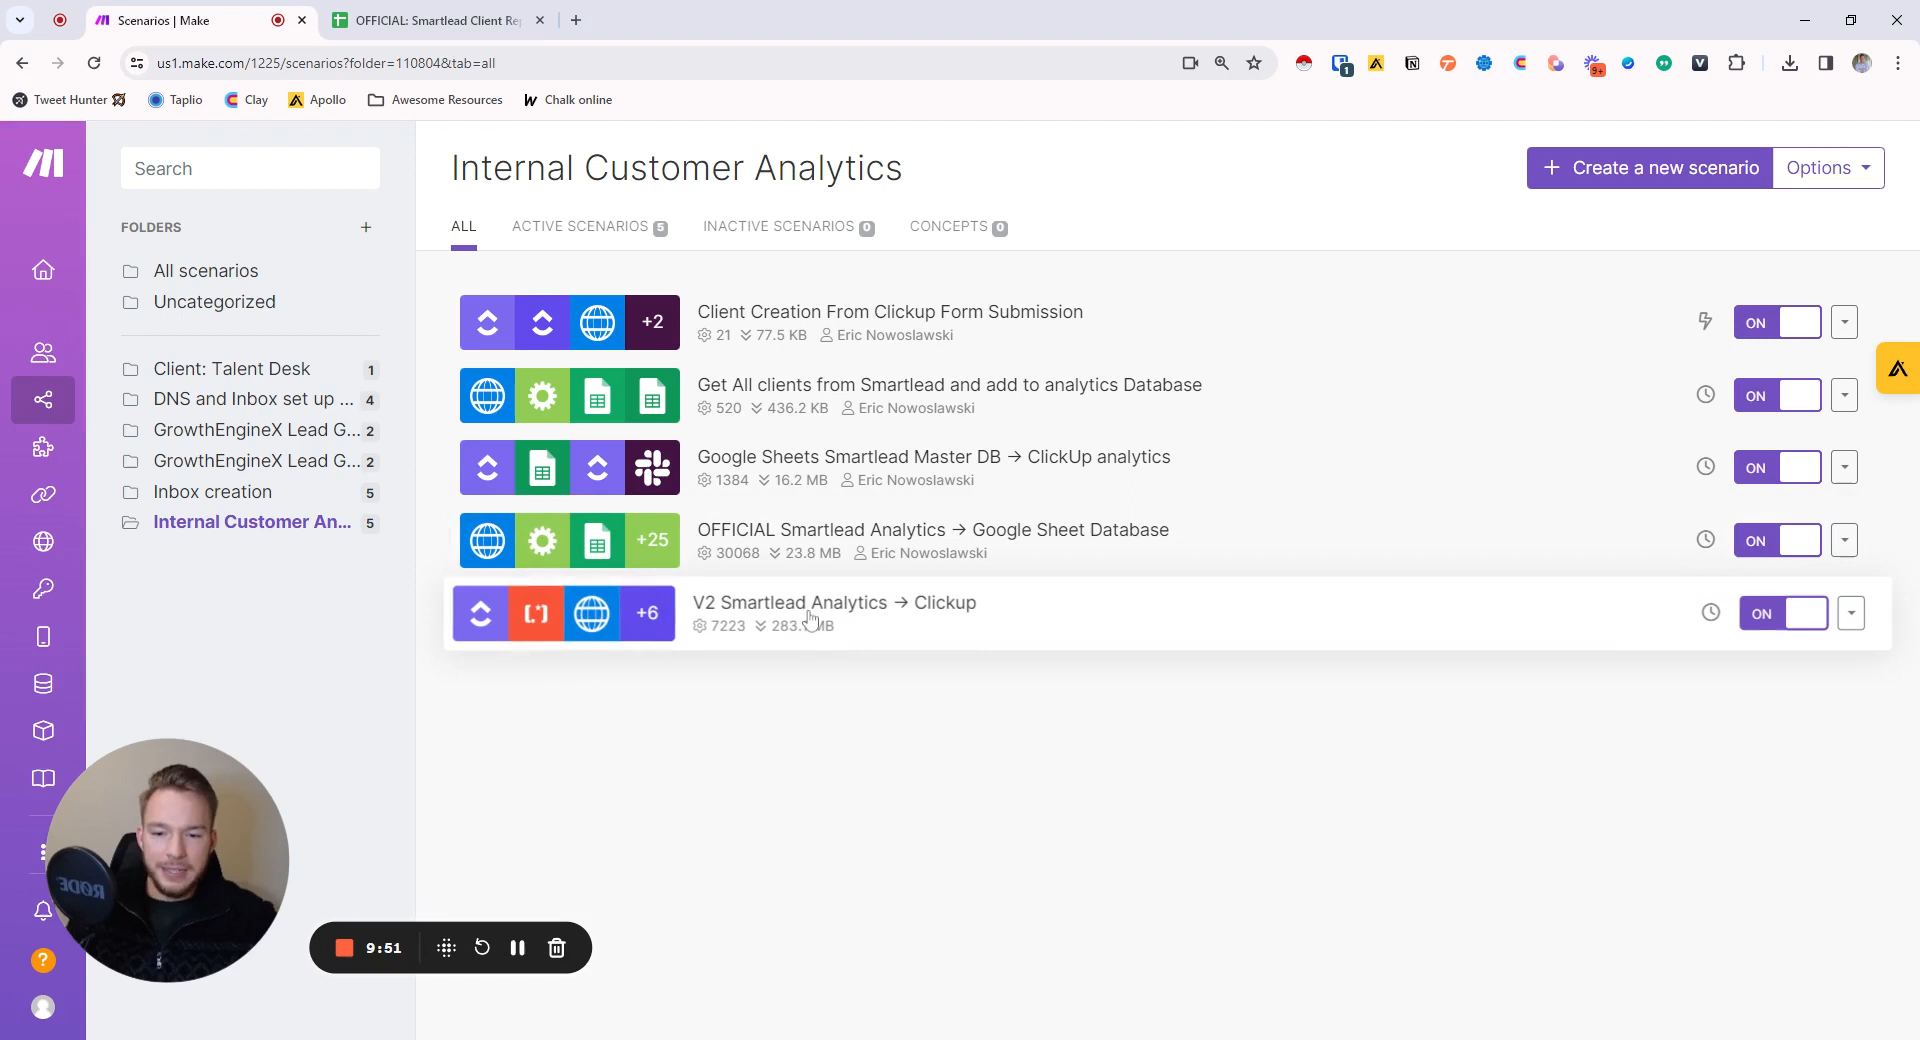 Scenarios | Make
OFFICIAL: Smartlead Client Re
us1.make.com/1225/scenarios?folder=110804&tab=all
1
9+
Tweet Hunter
Taplio
Clay
Apollo
Awesome Resources
Chalk online
Search
FOLDERS
All scenarios
Uncategorized
Client: Talent Desk 1
DNS and Inbox set up ... 4
GrowthEngineX Lead G... 2
GrowthEngineX Lead G... 2
Inbox creation 5
Internal Customer An... 5
Internal Customer Analytics
+ Create a new scenario
Options
ALL
ACTIVE SCENARIOS 5
INACTIVE SCENARIOS 0
CONCEPTS 0
+2
Client Creation From Clickup Form Submission
21 77.5 KB Eric Nowoslawski
ON
Get All clients from Smartlead and add to analytics Database
520 436.2 KB Eric Nowoslawski
ON
Google Sheets Smartlead Master DB → ClickUp analytics
1384 16.2 MB Eric Nowoslawski
ON
+25
OFFICIAL Smartlead Analytics → Google Sheet Database
30068 23.8 MB Eric Nowoslawski
ON
[.*]
+6
V2 Smartlead Analytics → Clickup
7223 283. MB
ON
RØDE
9:51
?